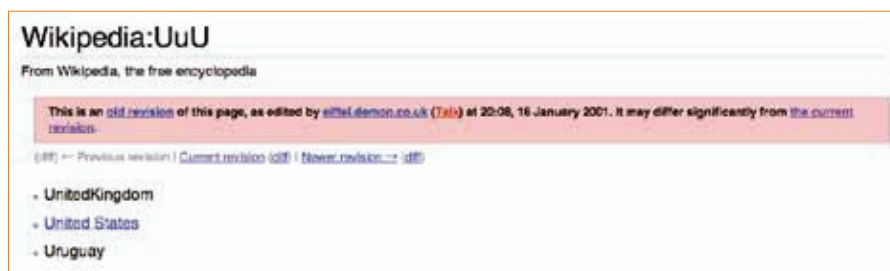 Wikipedia:UuU
From Wikipedia, the free encyclopedia
This is an old revision of this page, as edited by eiffel.demon.co.uk (Talk) at 20:08, 16 January 2001. It may differ significantly from the current
revision.
(diff) ← Previous revision | Current revision (diff) | Newer revision → (diff)
UnitedKingdom
United States
Uruguay